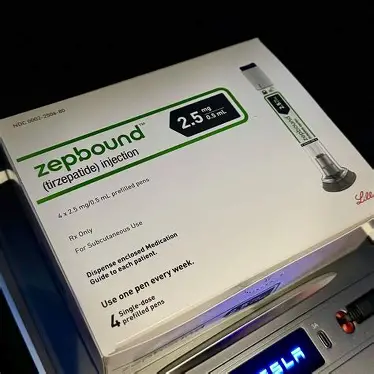 NDC 0002-2506-80
zepbound™
(tirzepatide) injection
2.5 mg
0.5 mL
4 x 2.5 mg/0.5 mL prefilled pens
Rx Only
For Subcutaneous Use
Dispense enclosed Medication
Guide to each patient.
Use one pen every week.
4 Single-dose
prefilled pens
zepbound
Lilly